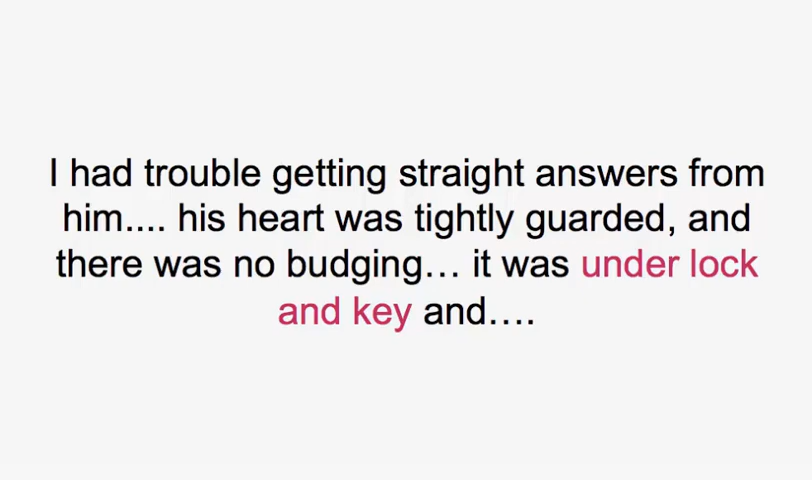 I had trouble getting straight answers from
him.... his heart was tightly guarded, and
there was no budging… it was under lock
and key and….